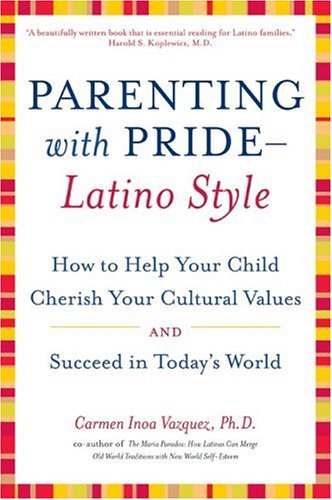 "A beautifully written book that is essential reading for Latino families."
Harold S. Koplewicz, M.D.
PARENTING
with PRIDE–
Latino Style
How to Help Your Child
Cherish Your Cultural Values
AND
Succeed in Today's World
Carmen Inoa Vazquez, Ph.D.
co-author of The Maria Paradox: How Latinas Can Merge
Old World Traditions with New World Self-Esteem